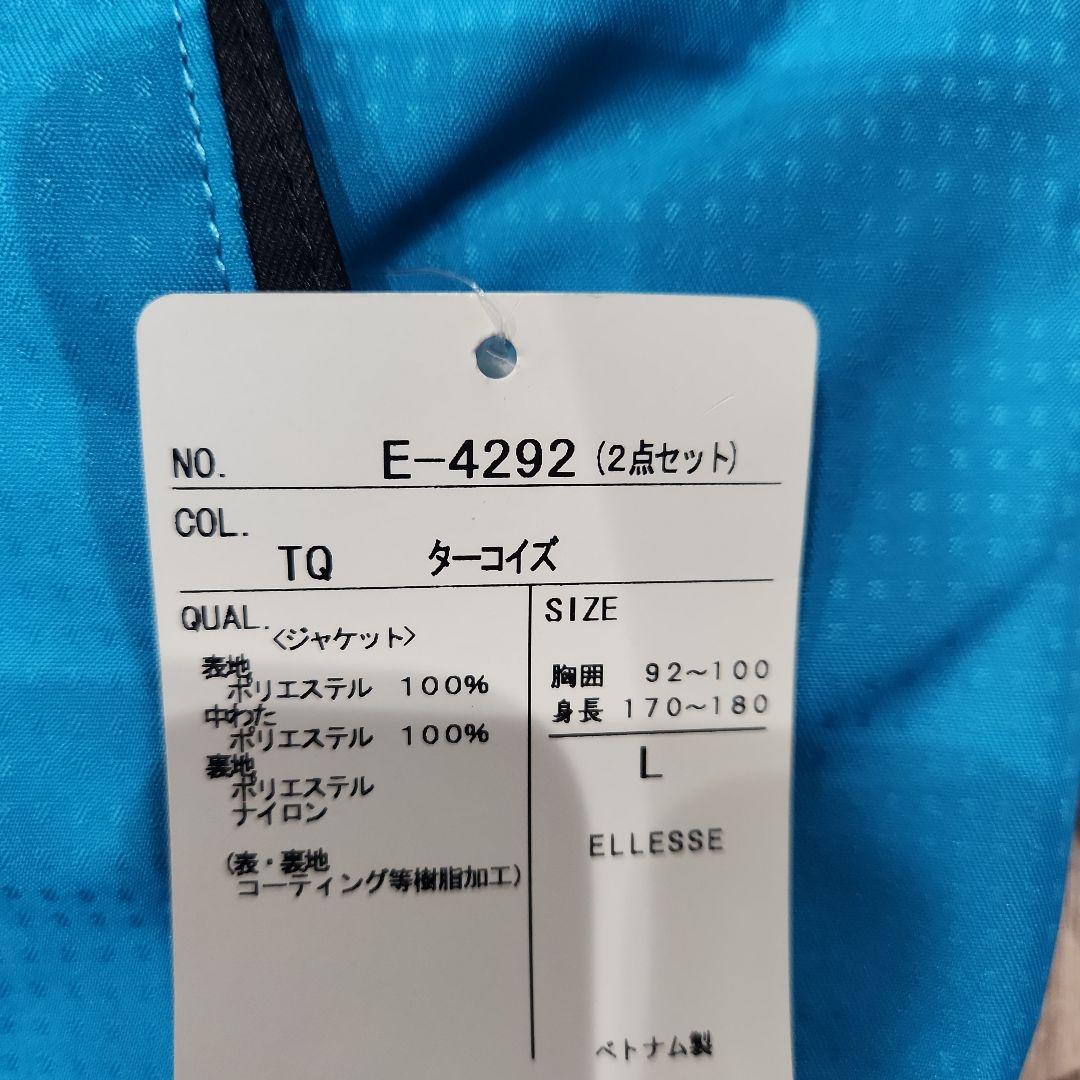 NO. E-4292 (2点セット)
COL.
TQ ターコイズ
QUAL.
<ジャケット>
表地
ポリエステル 100%
中わた
ポリエステル 100%
裏地
ポリエステル
ナイロン
(表・裏地
コーティング等樹脂加工)
SIZE
胸囲 92~100
身長 170~180
L
ELLESSE
ベトナム製